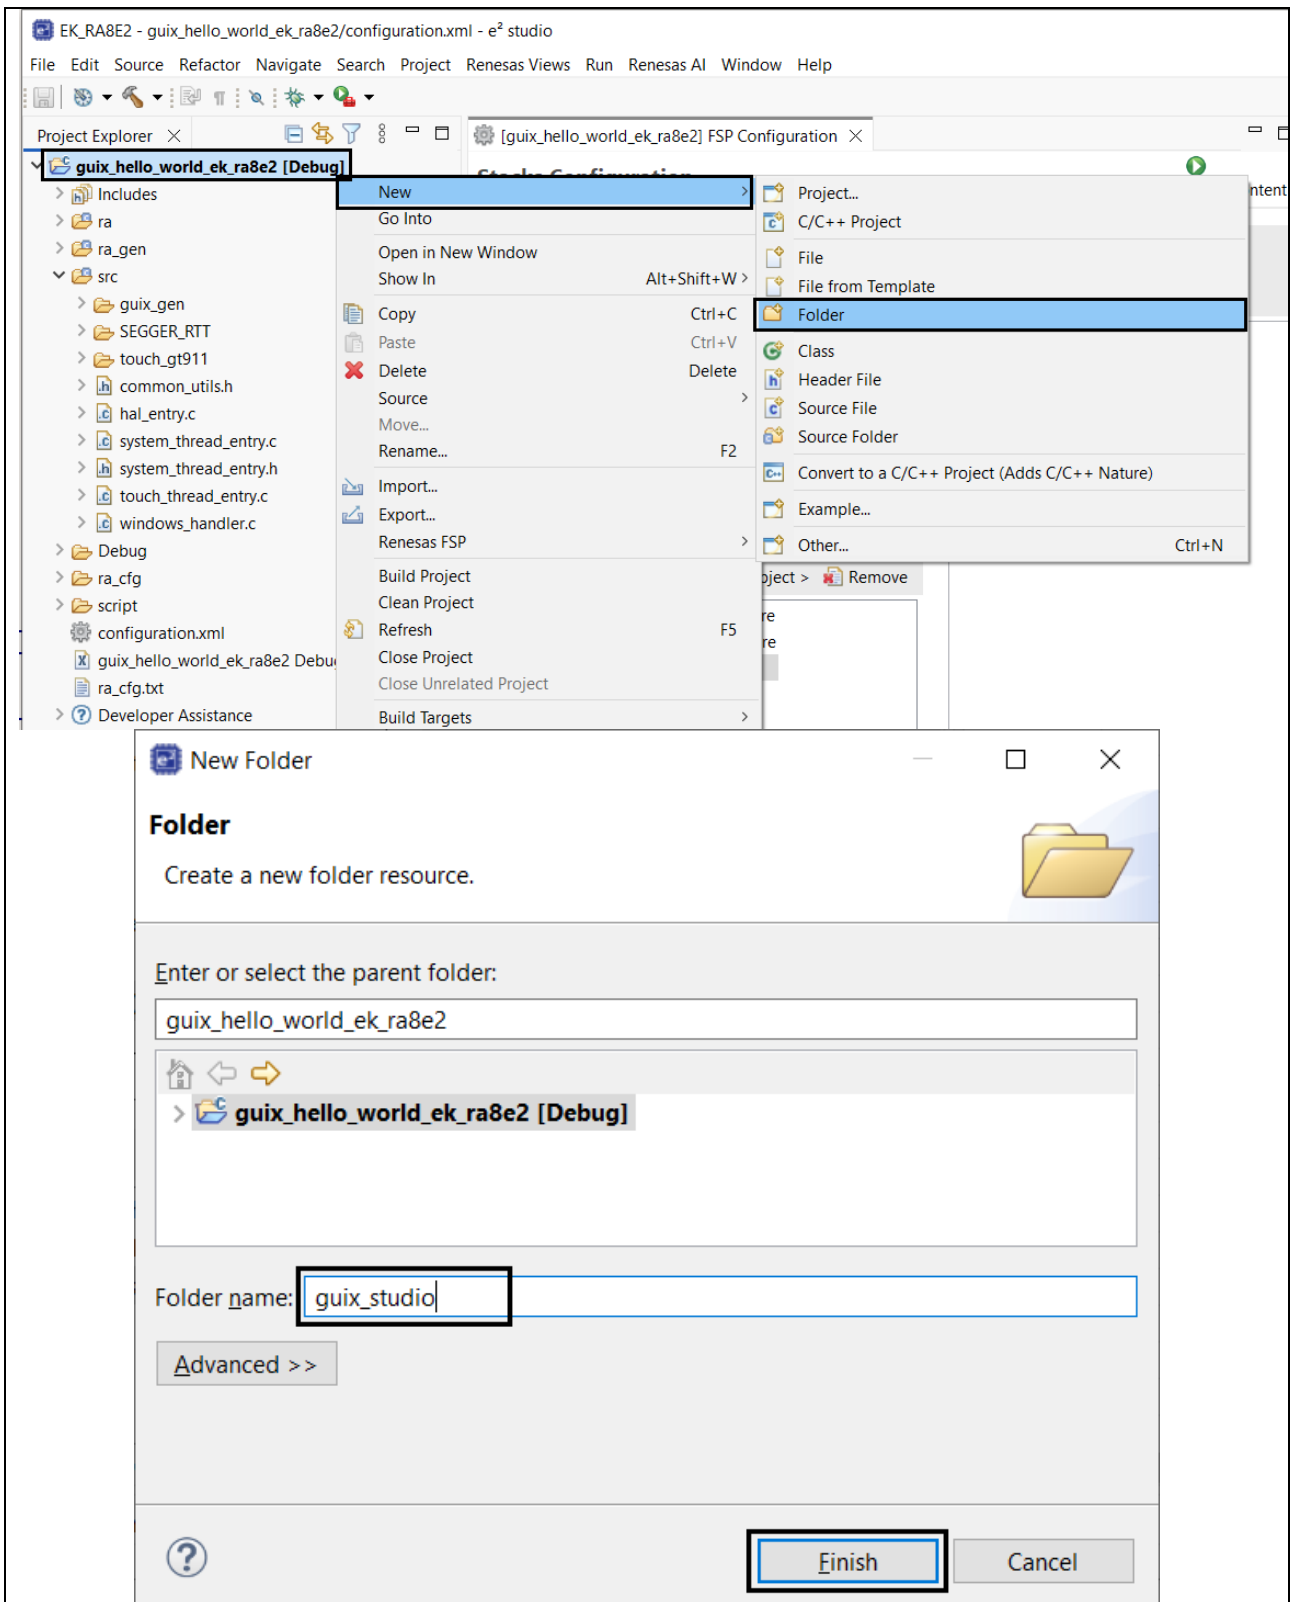 EK_RA8E2 - guix_hello_world_ek_ra8e2/configuration.xml - e² studio
File Edit Source Refactor Navigate Search Project Renesas Views Run Renesas AI Window Help
Project Explorer
[guix_hello_world_ek_ra8e2] FSP Configuration
guix_hello_world_ek_ra8e2 [Debug]
Includes
ra
ra_gen
src
guix_gen
SEGGER_RTT
touch_gt911
common_utils.h
hal_entry.c
system_thread_entry.c
system_thread_entry.h
touch_thread_entry.c
windows_handler.c
Debug
ra_cfg
script
configuration.xml
guix_hello_world_ek_ra8e2 Debu
ra_cfg.txt
Developer Assistance
Stacks Configuration
New
Go Into
Open in New Window
Show In Alt+Shift+W >
Copy Ctrl+C
Paste Ctrl+V
Delete Delete
Source
Move...
Rename... F2
Import...
Export...
Renesas FSP
Build Project
Clean Project
Refresh F5
Close Project
Close Unrelated Project
Build Targets
Project...
C/C++ Project
File
File from Template
Folder
Class
Header File
Source File
Source Folder
Convert to a C/C++ Project (Adds C/C++ Nature)
Example...
Other... Ctrl+N
ntent
oject > Remove
re
re
New Folder
Folder
Create a new folder resource.
Enter or select the parent folder:
guix_hello_world_ek_ra8e2
guix_hello_world_ek_ra8e2 [Debug]
Folder name: guix_studio
Advanced >>
Finish Cancel